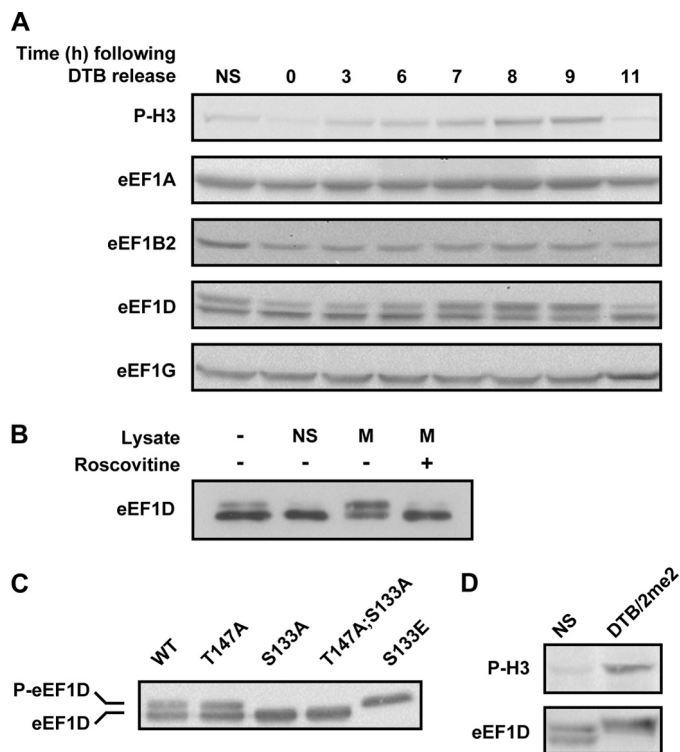 A
Time (h) following
DTB release NS 0 3 6 7 8 9 11
P-H3
eEF1A
eEF1B2
eEF1D
eEF1G
B
Lysate - NS M M
Roscovitine - - - +
eEF1D
C
WT T147A S133A T147A;S133A S133E
P-eEF1D
eEF1D
D
NS DTB/2me2
P-H3
eEF1D